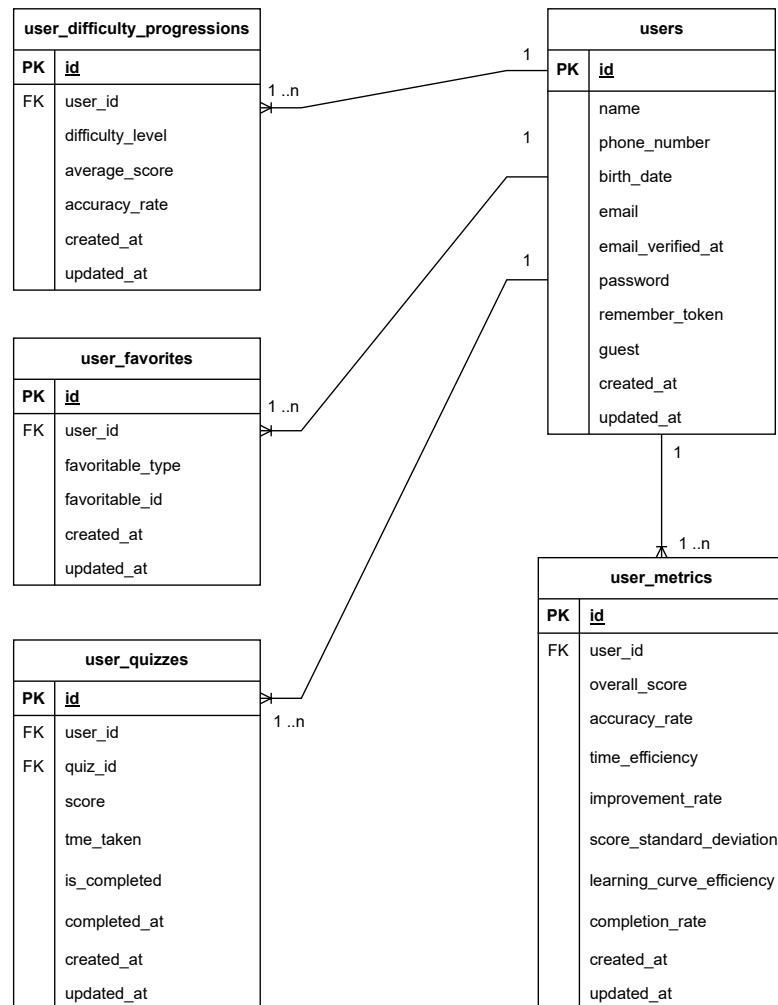 user_difficulty_progressions
PK id
FK user_id
difficulty_level
average_score
accuracy_rate
created_at
updated_at
1 ..n
1
users
PK id
name
phone_number
birth_date
email
email_verified_at
password
remember_token
guest
created_at
updated_at
1
1
1
user_favorites
PK id
FK user_id
favoritable_type
favoritable_id
created_at
updated_at
1 ..n
1 ..n
user_metrics
PK id
FK user_id
overall_score
accuracy_rate
time_efficiency
improvement_rate
score_standard_deviation
learning_curve_efficiency
completion_rate
created_at
updated_at
user_quizzes
PK id
FK user_id
FK quiz_id
score
tme_taken
is_completed
completed_at
created_at
updated_at
1 ..n